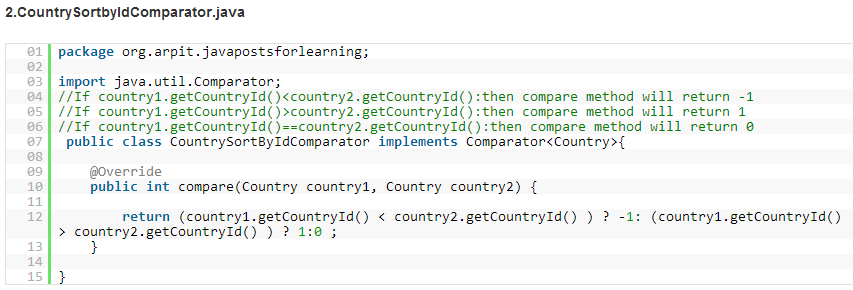 2.CountrySortbyIdComparator.java
01 package org.arpit.javapostsforlearning;
02
03 import java.util.Comparator;
04 //If country1.getCountryId()<country2.getCountryId():then compare method will return -1
05 //If country1.getCountryId()>country2.getCountryId():then compare method will return 1
06 //If country1.getCountryId()==country2.getCountryId():then compare method will return 0
07  public class CountrySortByIdComparator implements Comparator<Country>{
08
09     @Override
10     public int compare(Country country1, Country country2) {
11
12         return (country1.getCountryId() < country2.getCountryId() ) ? -1: (country1.getCountryId()
> country2.getCountryId() ) ? 1:0 ;
13     }
14
15 }